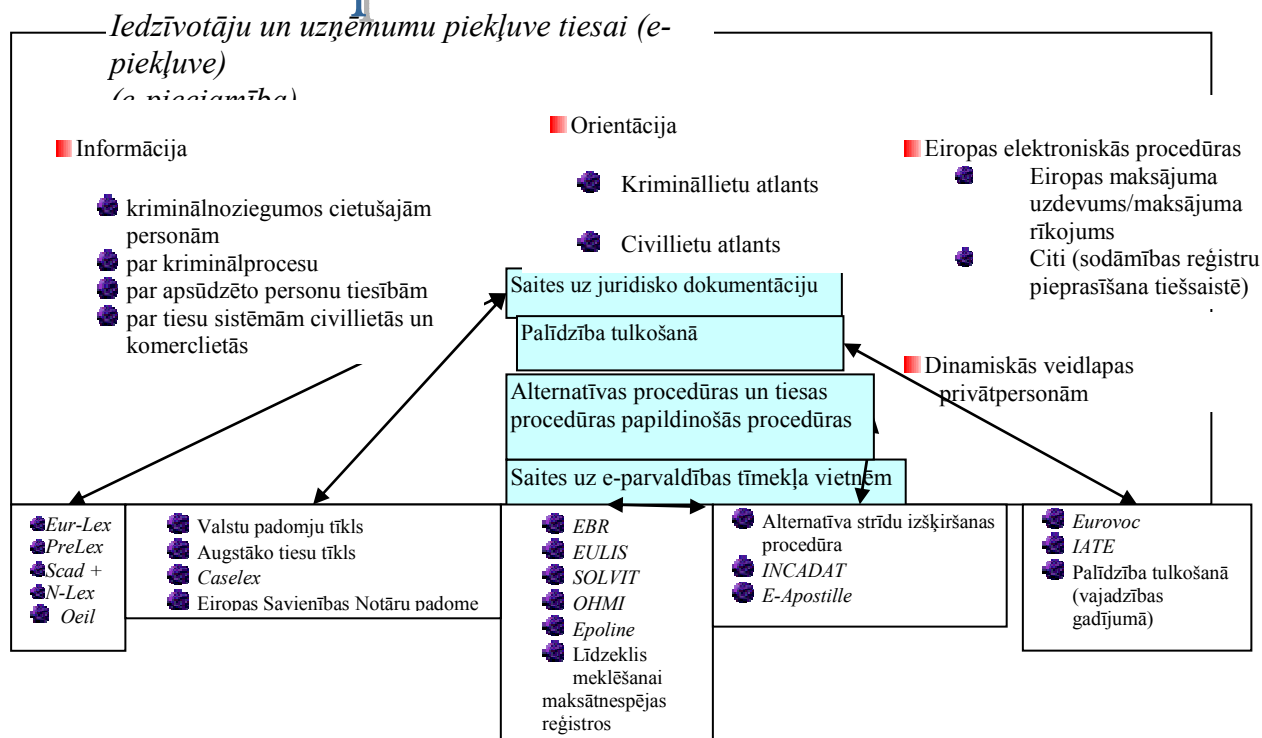 Iedzīvotāju un uzņēmumu piekļuve tiesai (e-
piekļuve)
(e-pieejamība)
Informācija
kriminālnoziegumos cietušajām
personām
par kriminālprocesu
par apsūdzēto personu tiesībām
par tiesu sistēmām civillietās un
komerclietās
Orientācija
Krimināllietu atlants
Civillietu atlants
Eiropas elektroniskās procedūras
Eiropas maksājuma
uzdevums/maksājuma
rīkojums
Citi (sodāmības reģistru
pieprasīšana tiešsaistē)
Dinamiskās veidlapas
privātpersonām
Saites uz juridisko dokumentāciju
Palīdzība tulkošanā
Alternatīvas procedūras un tiesas
procedūras papildinošās procedūras
Saites uz e-parvaldības tīmekļa vietnēm
Eur-Lex
PreLex
Scad +
N-Lex
Oeil
Valstu padomju tīkls
Augstāko tiesu tīkls
Caselex
Eiropas Savienības Notāru padome
EBR
EULIS
SOLVIT
OHMI
Epoline
Līdzeklis
meklēšanai
maksātnespējas
reģistros
Alternatīva strīdu izšķiršanas
procedūra
INCADAT
E-Apostille
Eurovoc
IATE
Palīdzība tulkošanā
(vajadzības
gadījumā)